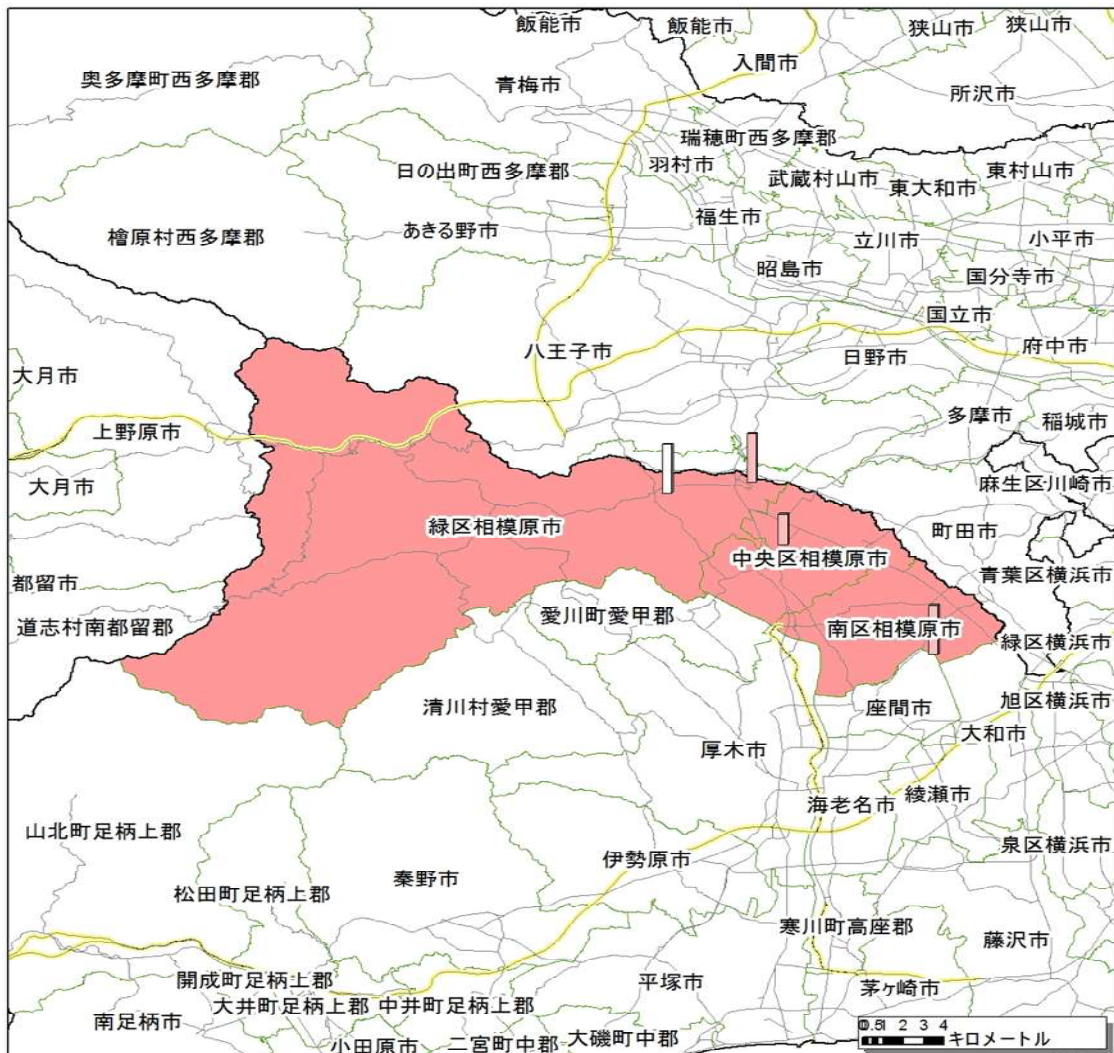 飯能市
飯能市
狭山市
狭山市
入間市
奥多摩町西多摩郡
青梅市
所沢市
瑞穂町西多摩郡
羽村市
日の出町西多摩郡
武蔵村山市
東大和市
東村山市
福生市
檜原村西多摩郡
あきる野市
立川市
小平市
昭島市
国分寺市
国立市
八王子市
日野市
府中市
大月市
多摩市
稲城市
上野原市
大月市
麻生区川崎市
緑区相模原市
町田市
中央区相模原市
都留市
青葉区横浜市
愛川町愛甲郡
道志村南都留郡
南区相模原市
緑区横浜市
清川村愛甲郡
座間市
旭区横浜市
大和市
厚木市
綾瀬市
海老名市
山北町足柄上郡
泉区横浜市
伊勢原市
秦野市
松田町足柄上郡
寒川町高座郡
藤沢市
開成町足柄上郡
平塚市
茅ヶ崎市
大井町足柄上郡
中井町足柄上郡
南足柄市
小田原市
二宮町中郡
大磯町中郡
0 0.5 1 2 3 4
キロメートル